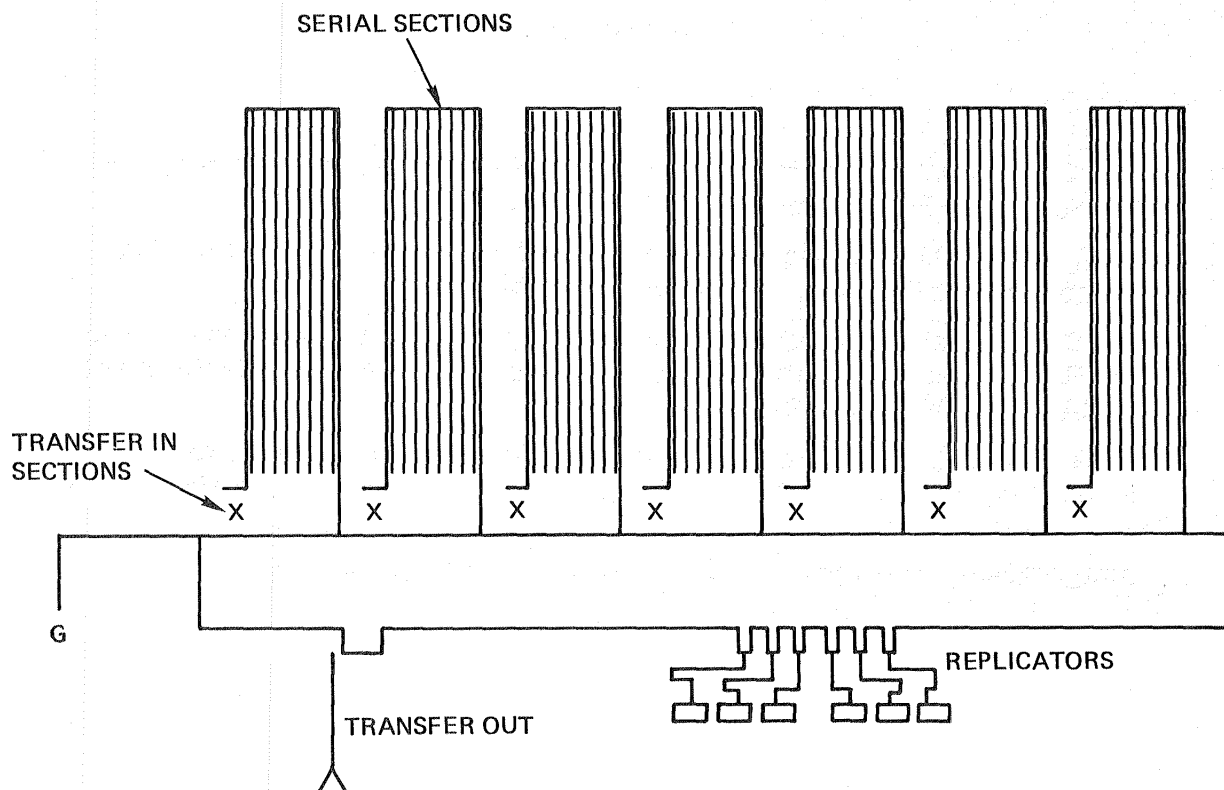 SERIAL SECTIONS
TRANSFER IN
SECTIONS
X X X X X X X
G
REPLICATORS
TRANSFER OUT